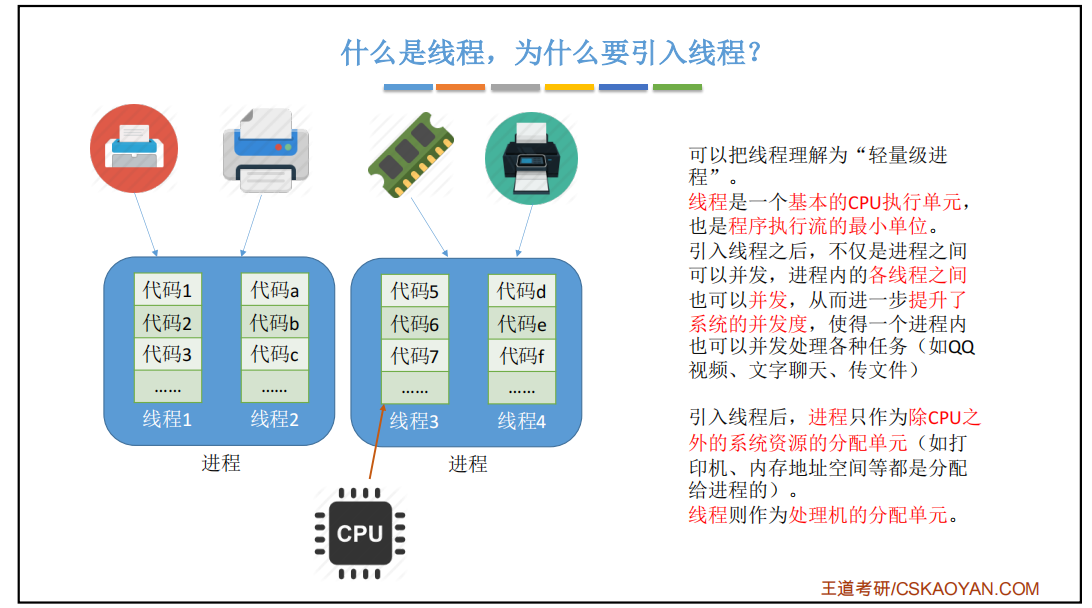 什么是线程，为什么要引入线程？
可以把线程理解为“轻量级进
程”。
线程是一个基本的CPU执行单元，
也是程序执行流的最小单位。
引入线程之后，不仅是进程之间
可以并发，进程内的各线程之间
也可以并发，从而进一步提升了
系统的并发度，使得一个进程内
也可以并发处理各种任务（如QQ
视频、文字聊天、传文件）
引入线程后，进程只作为除CPU之
外的系统资源的分配单元（如打
印机、内存地址空间等都是分配
给进程的）。
线程则作为处理机的分配单元。
代码1
代码2
代码3
……
线程1
代码a
代码b
代码c
……
线程2
进程
代码5
代码6
代码7
……
线程3
代码d
代码e
代码f
……
线程4
进程
CPU
王道考研/CSKAOYAN.COM